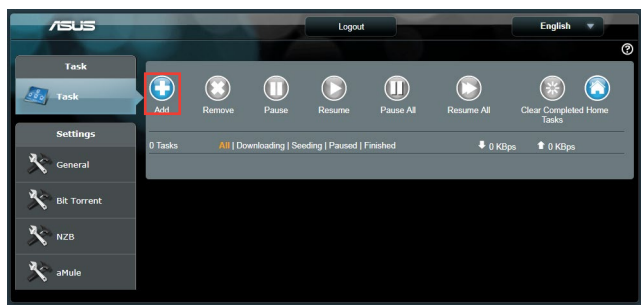 ASUS
Logout
English
?
Task
Task
Add
Remove
Pause
Resume
Pause All
Resume All
Clear Completed Tasks
Home
0 Tasks
All | Downloading | Seeding | Paused | Finished
0 KBps
0 KBps
Settings
General
Bit Torrent
NZB
aMule